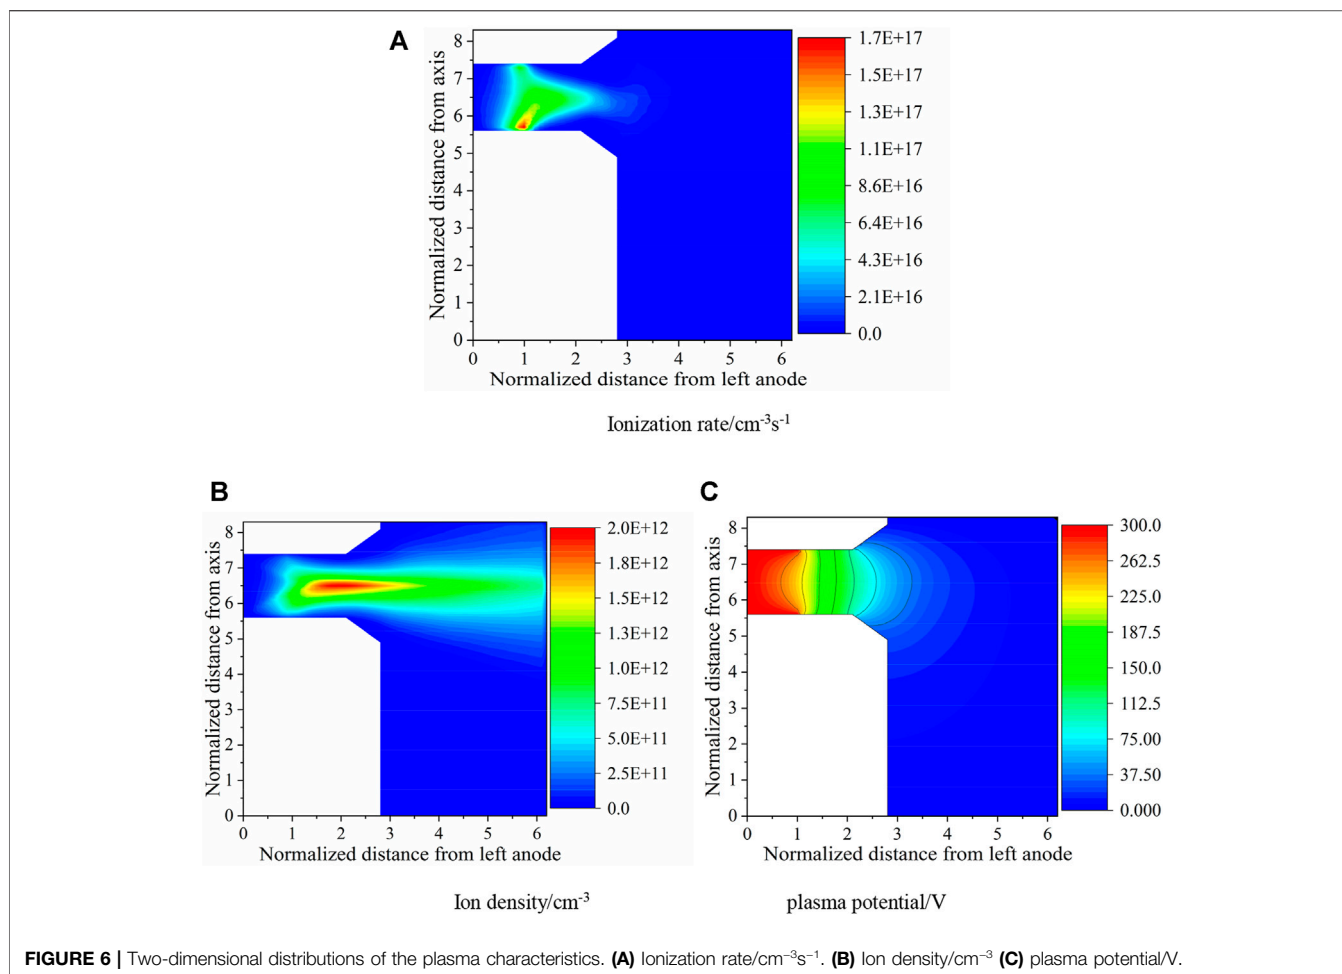 A
Normalized distance from axis
8
7
6
5
4
3
2
1
0
0 1 2 3 4 5 6
Normalized distance from left anode
1.7E+17
1.5E+17
1.3E+17
1.1E+17
8.6E+16
6.4E+16
4.3E+16
2.1E+16
0.0
Ionization rate/cm⁻³s⁻¹
B
Normalized distance from axis
8
7
6
5
4
3
2
1
0
0 1 2 3 4 5 6
Normalized distance from left anode
2.0E+12
1.8E+12
1.6E+12
1.3E+12
1.0E+12
7.5E+11
5.0E+11
2.5E+11
0.0
Ion density/cm⁻³
C
Normalized distance from axis
8
7
6
5
4
3
2
1
0
0 1 2 3 4 5 6
Normalized distance from left anode
300.0
262.5
225.0
187.5
150.0
112.5
75.00
37.50
0.000
plasma potential/V
FIGURE 6 | Two-dimensional distributions of the plasma characteristics. (A) Ionization rate/cm⁻³s⁻¹. (B) Ion density/cm⁻³ (C) plasma potential/V.